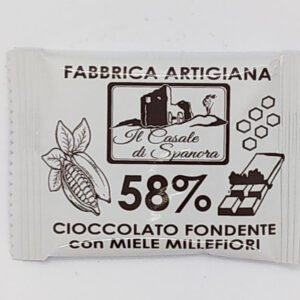 FABBRICA ARTIGIANA
Il Casale
di Spanora
58%
CIOCCOLATO FONDENTE
con MIELE MILLEFIORI